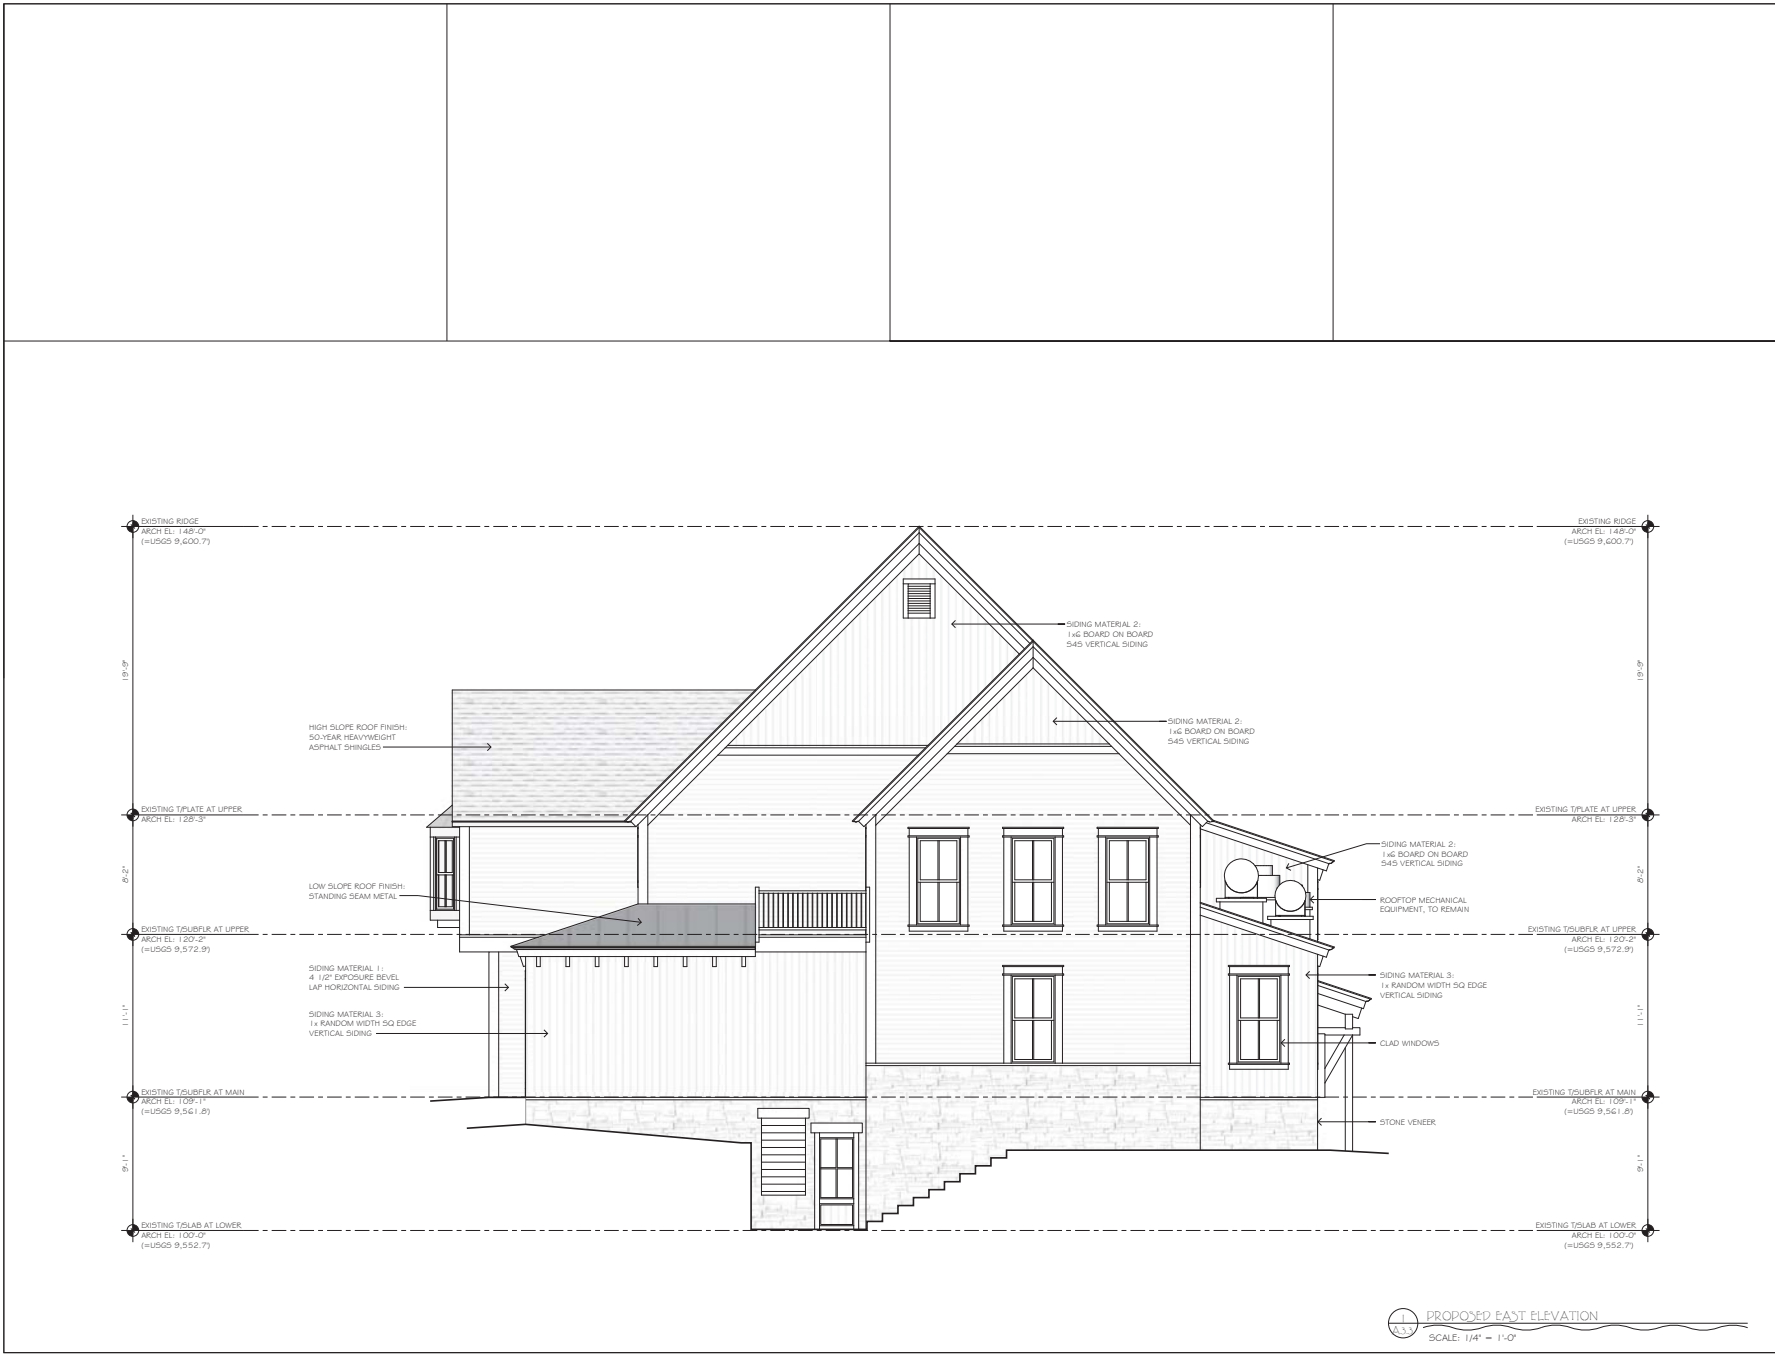 EXISTING RIDGE
ARCH EL: 148'-0"
(=USGS 9,600.7')
EXISTING RIDGE
ARCH EL: 148'-0"
(=USGS 9,600.7')
SIDING MATERIAL 2:
1x6 BOARD ON BOARD
S4S VERTICAL SIDING
19'-9"
19'-9"
HIGH SLOPE ROOF FINISH:
50-YEAR HEAVYWEIGHT
ASPHALT SHINGLES
SIDING MATERIAL 2:
1x6 BOARD ON BOARD
S4S VERTICAL SIDING
EXISTING T/PLATE AT UPPER
ARCH EL: 128'-3"
EXISTING T/PLATE AT UPPER
ARCH EL: 128'-3"
SIDING MATERIAL 2:
1x6 BOARD ON BOARD
S4S VERTICAL SIDING
8'-2"
8'-2"
LOW SLOPE ROOF FINISH:
STANDING SEAM METAL
ROOFTOP MECHANICAL
EQUIPMENT, TO REMAIN
EXISTING T/SUBFLR AT UPPER
ARCH EL: 120'-2"
(=USGS 9,572.9')
EXISTING T/SUBFLR AT UPPER
ARCH EL: 120'-2"
(=USGS 9,572.9')
SIDING MATERIAL 1:
4 1/2" EXPOSURE BEVEL
LAP HORIZONTAL SIDING
SIDING MATERIAL 3:
1x RANDOM WIDTH SQ EDGE
VERTICAL SIDING
SIDING MATERIAL 3:
1x RANDOM WIDTH SQ EDGE
VERTICAL SIDING
11'-1"
11'-1"
CLAD WINDOWS
EXISTING T/SUBFLR AT MAIN
ARCH EL: 109'-1"
(=USGS 9,561.8')
EXISTING T/SUBFLR AT MAIN
ARCH EL: 109'-1"
(=USGS 9,561.8')
STONE VENEER
9'-1"
9'-1"
EXISTING T/SLAB AT LOWER
ARCH EL: 100'-0"
(=USGS 9,552.7')
EXISTING T/SLAB AT LOWER
ARCH EL: 100'-0"
(=USGS 9,552.7')
1
A3.3
PROPOSED EAST ELEVATION
SCALE: 1/4" = 1'-0"